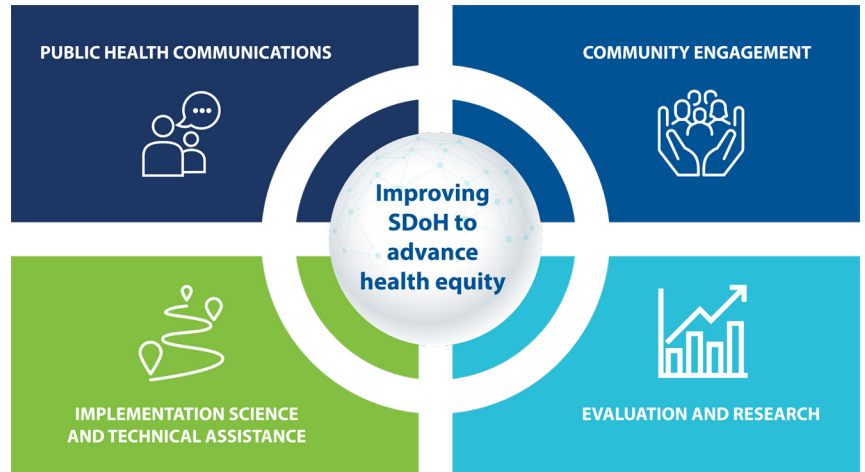 PUBLIC HEALTH COMMUNICATIONS
COMMUNITY ENGAGEMENT
Improving
SDoH to
advance
health equity
IMPLEMENTATION SCIENCE
AND TECHNICAL ASSISTANCE
EVALUATION AND RESEARCH